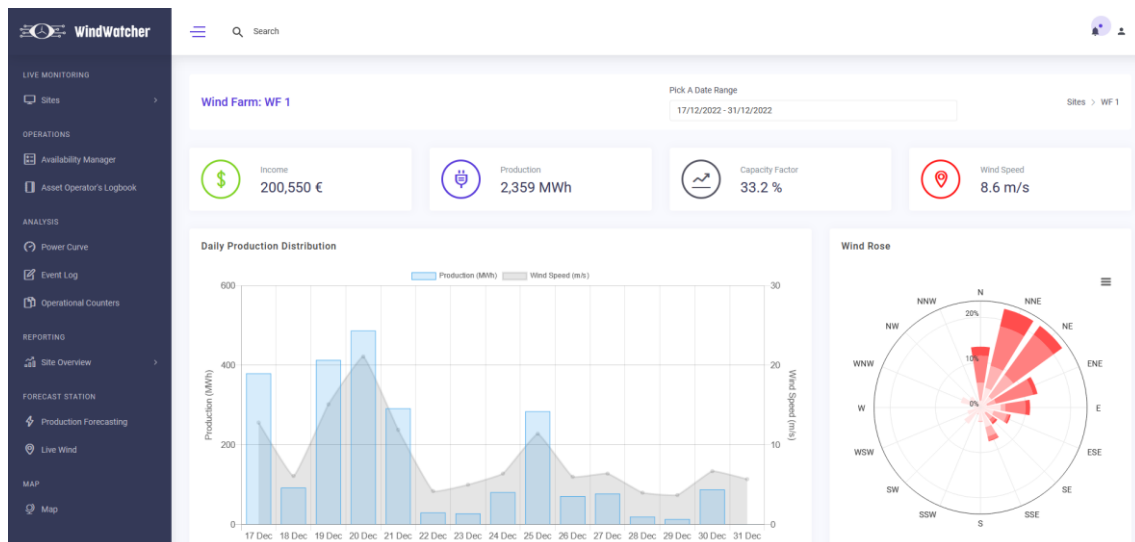 WindWatcher
Search
LIVE MONITORING
Sites
OPERATIONS
Availability Manager
Asset Operator's Logbook
ANALYSIS
Power Curve
Event Log
Operational Counters
REPORTING
Site Overview
FORECAST STATION
Production Forecasting
Live Wind
MAP
Map
Wind Farm: WF 1
Pick A Date Range
17/12/2022 - 31/12/2022
Sites > WF 1
Income
200,550 €
Production
2,359 MWh
Capacity Factor
33.2 %
Wind Speed
8.6 m/s
Daily Production Distribution
Production (MWh) Wind Speed (m/s)
600 30
400 20
200 10
0 0
Production (MWh)
Wind Speed (m/s)
17 Dec 18 Dec 19 Dec 20 Dec 21 Dec 22 Dec 23 Dec 24 Dec 25 Dec 26 Dec 27 Dec 28 Dec 29 Dec 30 Dec 31 Dec
Wind Rose
N
NNW NNE
20%
NW NE
10%
WNW ENE
0%
W E
WSW ESE
SW SE
SSW SSE
S